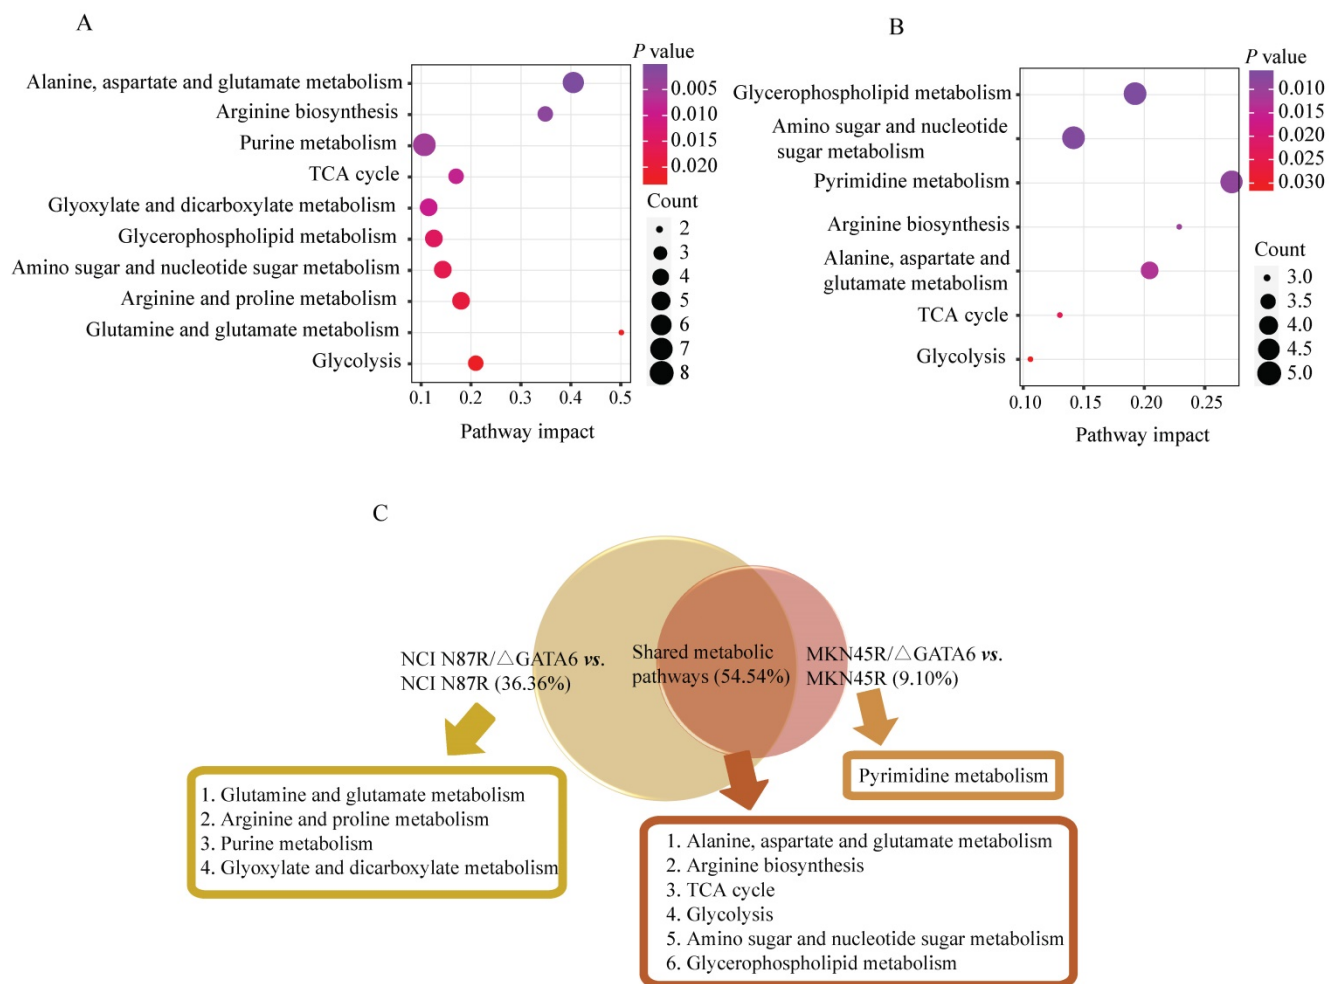 A
P value
Alanine, aspartate and glutamate metabolism
Arginine biosynthesis
Purine metabolism
TCA cycle
Glyoxylate and dicarboxylate metabolism
Glycerophospholipid metabolism
Amino sugar and nucleotide sugar metabolism
Arginine and proline metabolism
Glutamine and glutamate metabolism
Glycolysis
0.005
0.010
0.015
0.020
Count
2
3
4
5
6
7
8
0.1 0.2 0.3 0.4 0.5
Pathway impact
B
P value
Glycerophospholipid metabolism
Amino sugar and nucleotide
sugar metabolism
Pyrimidine metabolism
Arginine biosynthesis
Alanine, aspartate and
glutamate metabolism
TCA cycle
Glycolysis
0.010
0.015
0.020
0.025
0.030
Count
3.0
3.5
4.0
4.5
5.0
0.10 0.15 0.20 0.25
Pathway impact
C
NCI N87R/△GATA6 vs.
NCI N87R (36.36%)
Shared metabolic
pathways (54.54%)
MKN45R/△GATA6 vs.
MKN45R (9.10%)
1. Glutamine and glutamate metabolism
2. Arginine and proline metabolism
3. Purine metabolism
4. Glyoxylate and dicarboxylate metabolism
Pyrimidine metabolism
1. Alanine, aspartate and glutamate metabolism
2. Arginine biosynthesis
3. TCA cycle
4. Glycolysis
5. Amino sugar and nucleotide sugar metabolism
6. Glycerophospholipid metabolism